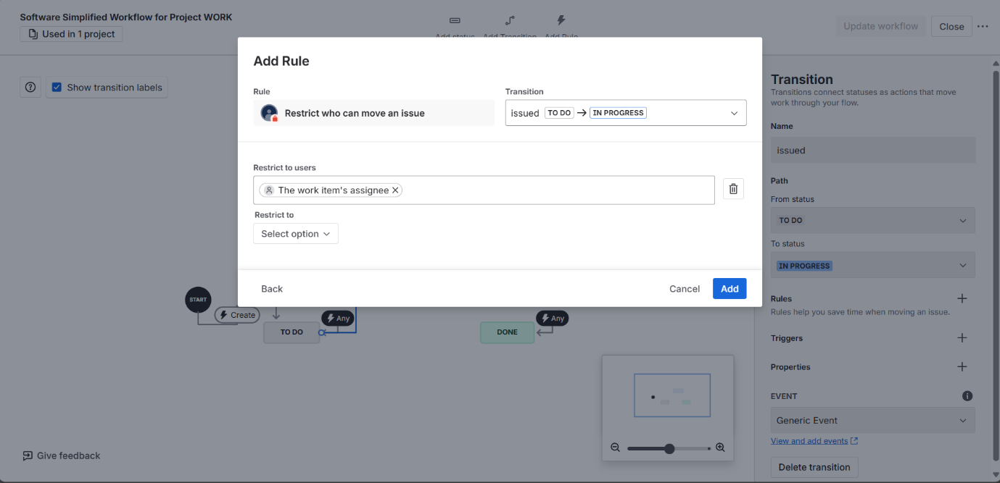 Software Simplified Workflow for Project WORK
Used in 1 project
Add status
Add Transition
Add Rule
Update workflow
Close
Show transition labels
Add Rule
Rule
Transition
Restrict who can move an issue
issued TO DO → IN PROGRESS
Restrict to users
The work item's assignee
Restrict to
Select option
Back
Cancel
Add
START
Create
Any
TO DO
Any
DONE
Give feedback
Transition
Transitions connect statuses as actions that move
work through your flow.
Name
issued
Path
From status
TO DO
To status
IN PROGRESS
Rules
Rules help you save time when moving an issue.
Triggers
Properties
EVENT
Generic Event
View and add events
Delete transition